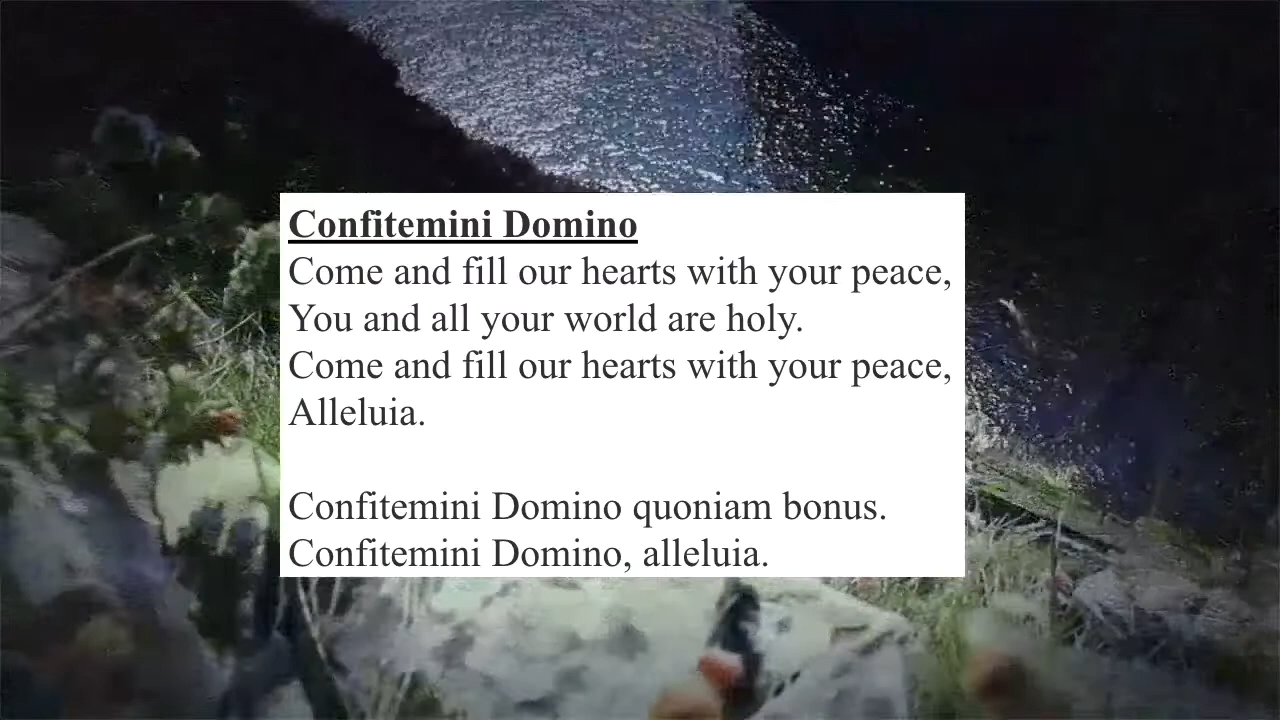 Confitemini Domino
Come and fill our hearts with your peace,
You and all your world are holy.
Come and fill our hearts with your peace,
Alleluia.
Confitemini Domino quoniam bonus.
Confitemini Domino, alleluia.